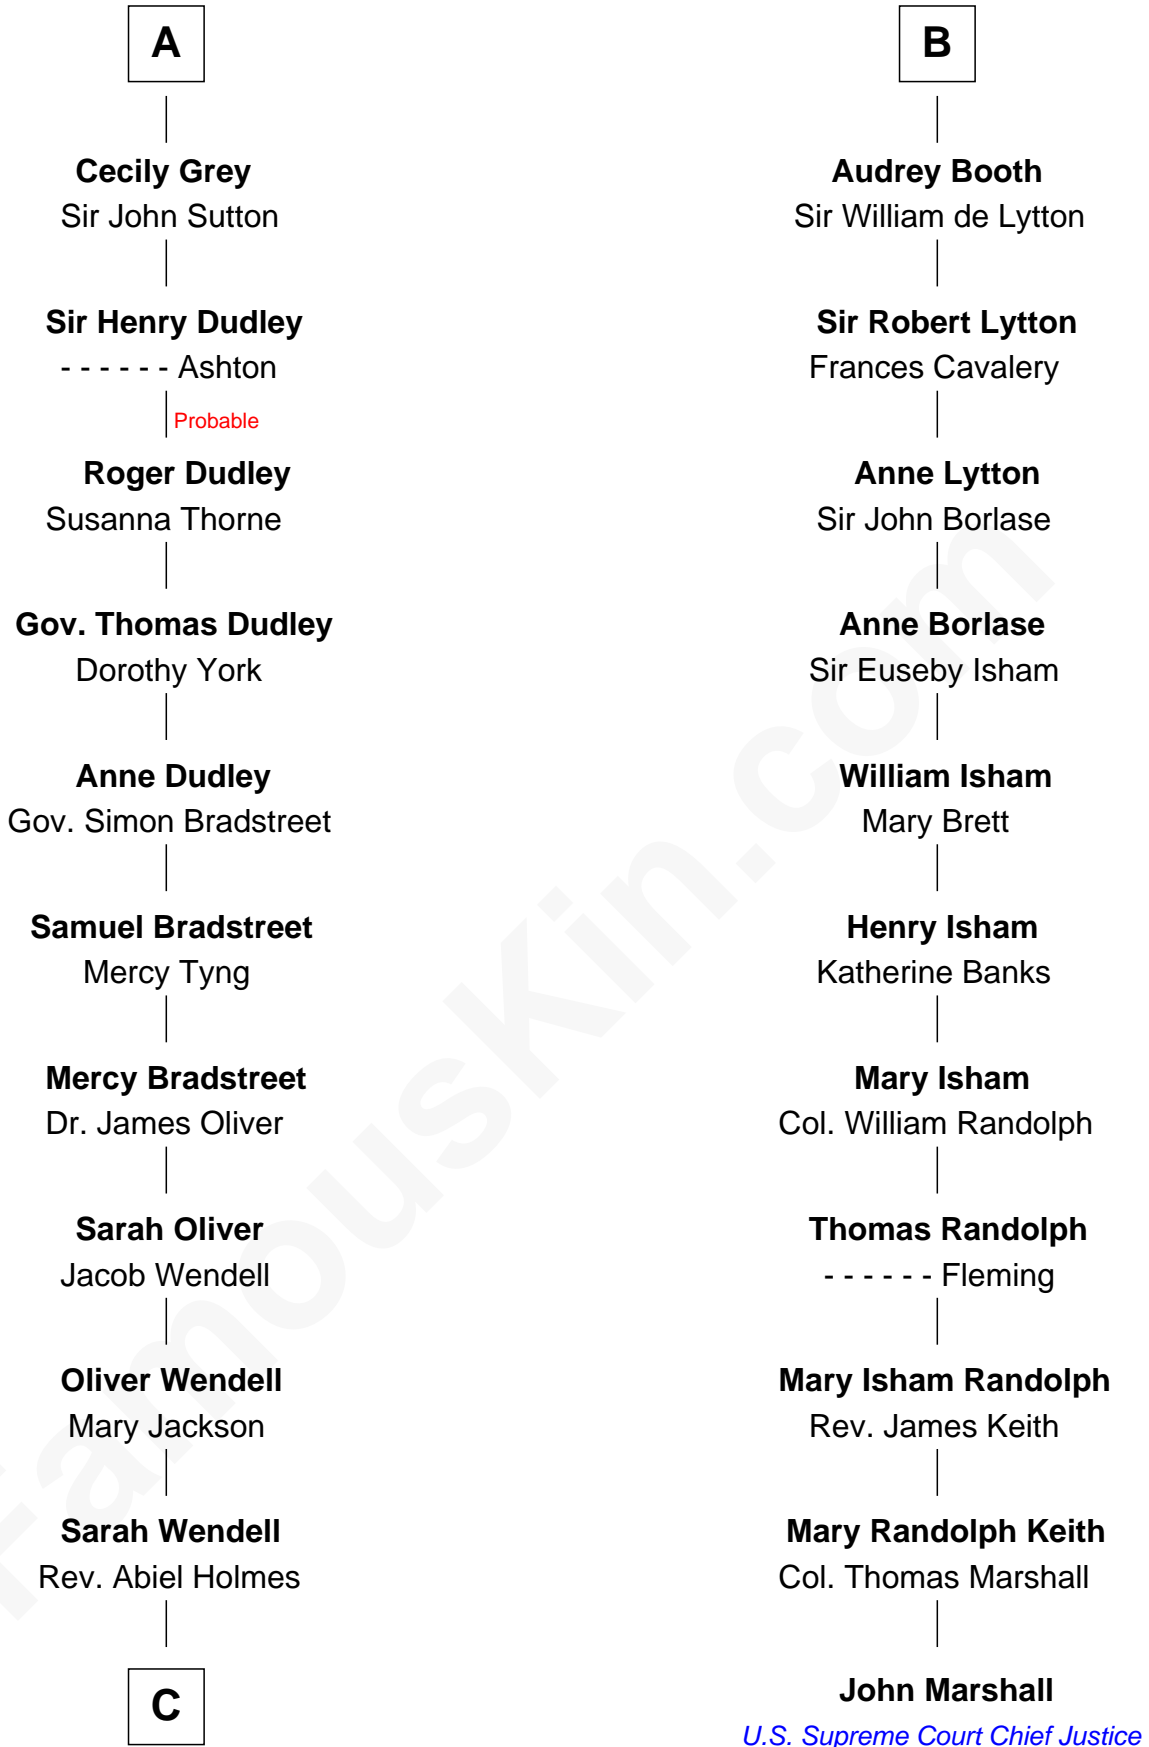 A
Cecily Grey
Sir John Sutton
Sir Henry Dudley
- - - - - - Ashton
Probable
Roger Dudley
Susanna Thorne
Gov. Thomas Dudley
Dorothy York
Anne Dudley
Gov. Simon Bradstreet
Samuel Bradstreet
Mercy Tyng
Mercy Bradstreet
Dr. James Oliver
Sarah Oliver
Jacob Wendell
Oliver Wendell
Mary Jackson
Sarah Wendell
Rev. Abiel Holmes
C
B
Audrey Booth
Sir William de Lytton
Sir Robert Lytton
Frances Cavalery
Anne Lytton
Sir John Borlase
Anne Borlase
Sir Euseby Isham
William Isham
Mary Brett
Henry Isham
Katherine Banks
Mary Isham
Col. William Randolph
Thomas Randolph
- - - - - - Fleming
Mary Isham Randolph
Rev. James Keith
Mary Randolph Keith
Col. Thomas Marshall
John Marshall
U.S. Supreme Court Chief Justice
FamousKin.com